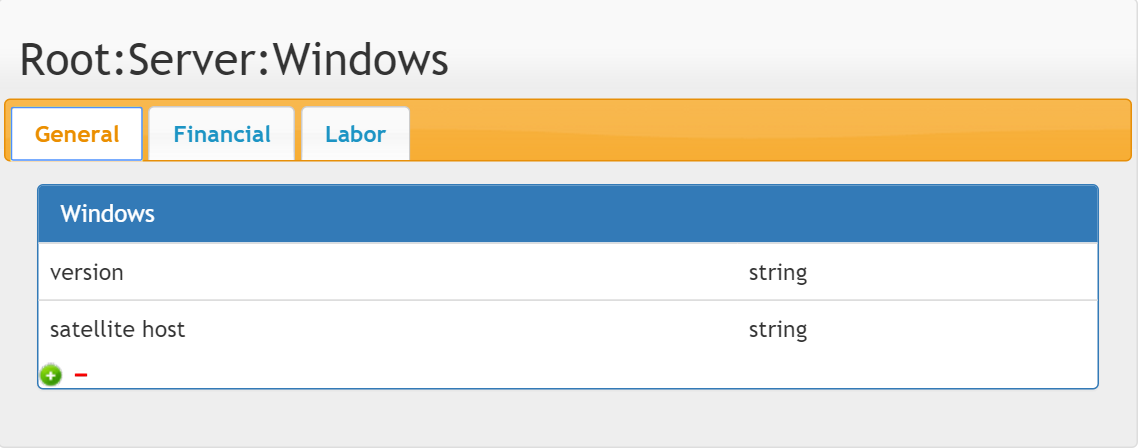 Root:Server:Windows
General Financial Labor
Windows
version string
satellite host string